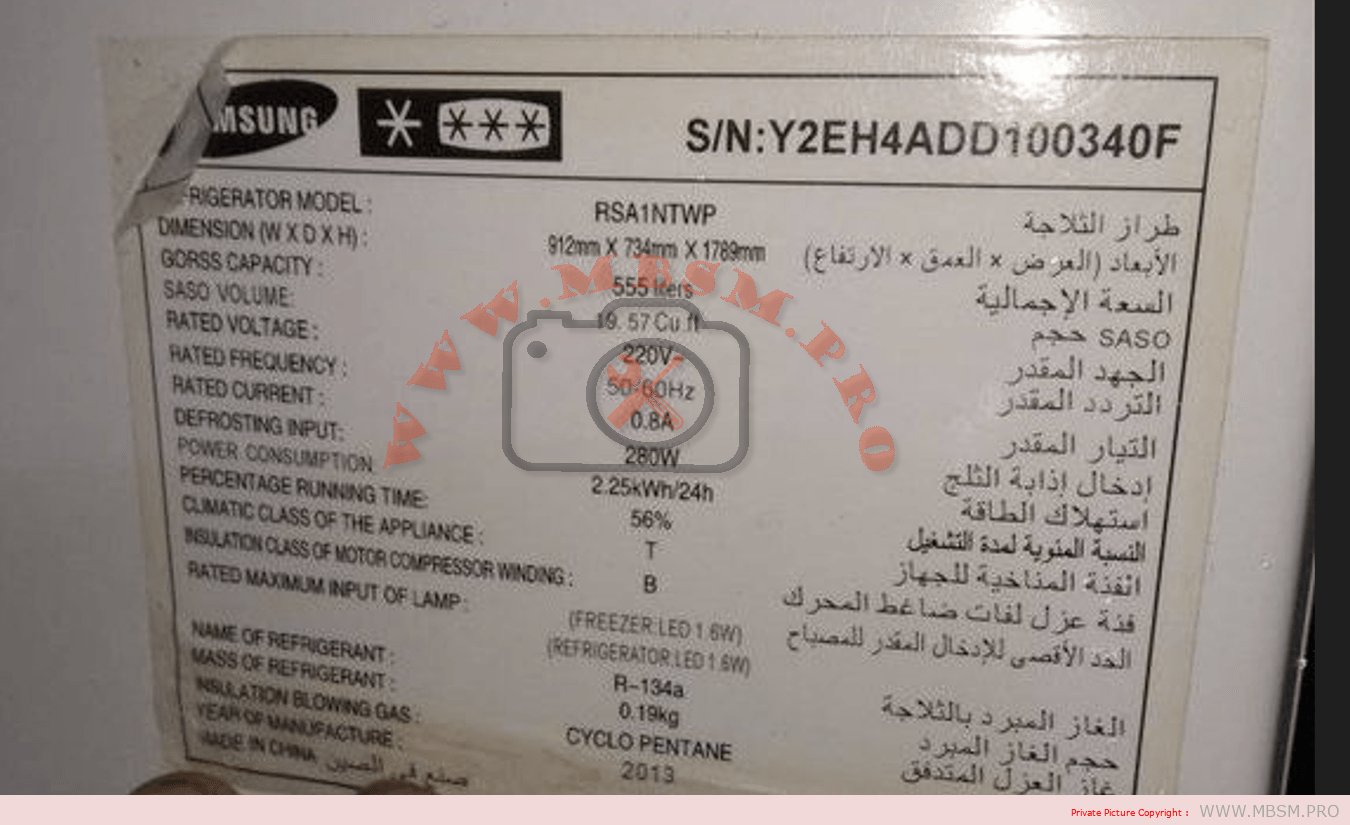 MSUNG
S/N:Y2EH4ADD100340F
RIGERATOR MODEL : RSA1NTWP طراز الثلاجة
DIMENSION (W X D X H) : 912mm X 734mm X 1789mm الأبعاد (العرض × العمق × الارتفاع)
GORSS CAPACITY : 555 liters السعة الإجمالية
SASO VOLUME: 19. 57 Cu.ft SASO حجم
RATED VOLTAGE : 220V~ الجهد المقدر
RATED FREQUENCY : 50-60Hz التردد المقدر
RATED CURRENT : 0.8A التيار المقدر
DEFROSTING INPUT: 280W إدخال إذابة الثلج
POWER CONSUMPTION 2.25kWh/24h استهلاك الطاقة
PERCENTAGE RUNNING TIME: 56% النسبة المئوية لمدة التشغيل
CLIMATIC CLASS OF THE APPLIANCE : T الفئة المناخية للجهاز
INSULATION CLASS OF MOTOR COMPRESSOR WINDING : B فئة عزل لفات ضاغط المحرك
RATED MAXIMUM INPUT OF LAMP : (FREEZER:LED 1.6W) الحد الأقصى للإدخال المقدر للمصباح
(REFRIGERATOR:LED 1.6W)
NAME OF REFRIGERANT : R-134a الغاز المبرد بالثلاجة
MASS OF REFRIGERANT : 0.19kg حجم الغاز المبرد
INSULATION BLOWING GAS : CYCLO PENTANE غاز العزل المتدفق
YEAR OF MANUFACTURE : 2013
MADE IN CHINA صنع في الصين
WWW.MBSM.PRO
Private Picture Copyright : WWW.MBSM.PRO